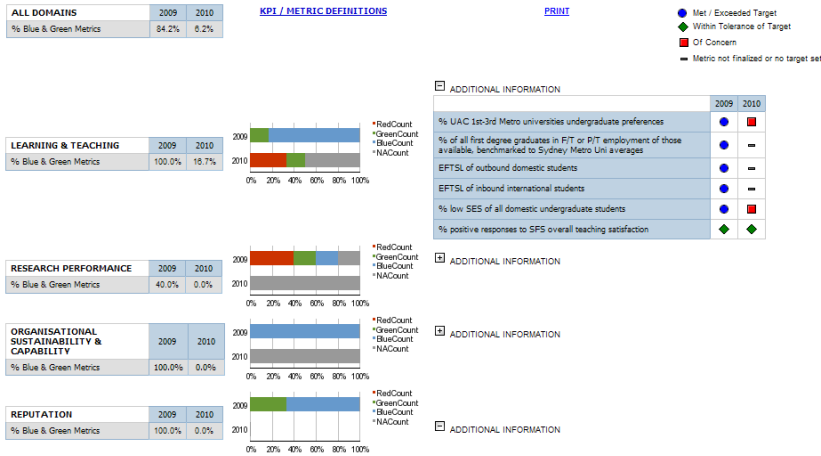 ALL DOMAINS 2009 2010
% Blue & Green Metrics 84.2% 6.2%
KPI / METRIC DEFINITIONS
PRINT
Met / Exceeded Target
Within Tolerance of Target
Of Concern
Metric not finalized or no target set
LEARNING & TEACHING 2009 2010
% Blue & Green Metrics 100.0% 16.7%
2009
2010
0% 20% 40% 60% 80% 100%
RedCount
GreenCount
BlueCount
NACount
ADDITIONAL INFORMATION
2009 2010
% UAC 1st-3rd Metro universities undergraduate preferences
% of all first degree graduates in F/T or P/T employment of those
available, benchmarked to Sydney Metro Uni averages
EFTSL of outbound domestic students
EFTSL of inbound international students
% low SES of all domestic undergraduate students
% positive responses to SFS overall teaching satisfaction
RESEARCH PERFORMANCE 2009 2010
% Blue & Green Metrics 40.0% 0.0%
2009
2010
0% 20% 40% 60% 80% 100%
RedCount
GreenCount
BlueCount
NACount
ADDITIONAL INFORMATION
ORGANISATIONAL
SUSTAINABILITY & 2009 2010
CAPABILITY
% Blue & Green Metrics 100.0% 0.0%
2009
2010
0% 20% 40% 60% 80% 100%
RedCount
GreenCount
BlueCount
NACount
ADDITIONAL INFORMATION
REPUTATION 2009 2010
% Blue & Green Metrics 100.0% 0.0%
2009
2010
0% 20% 40% 60% 80% 100%
RedCount
GreenCount
BlueCount
NACount
ADDITIONAL INFORMATION